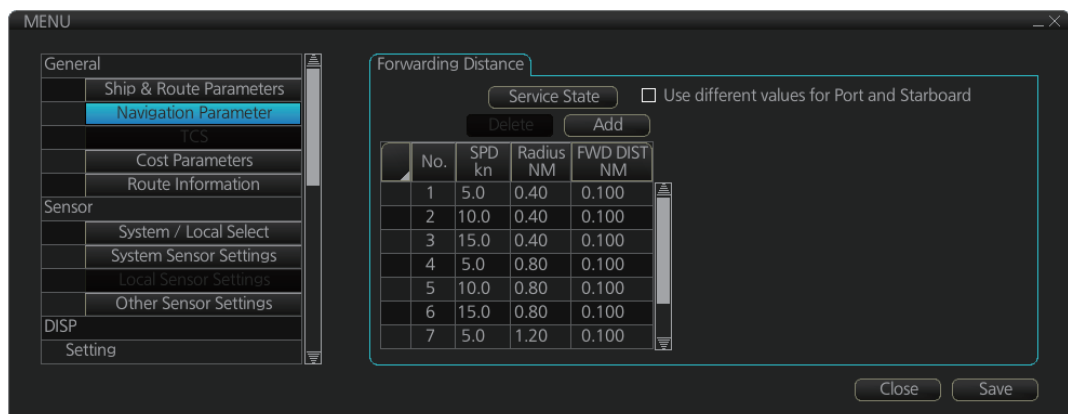 MENU
General
Ship & Route Parameters
Navigation Parameter
TCS
Cost Parameters
Route Information
Sensor
System / Local Select
System Sensor Settings
Local Sensor Settings
Other Sensor Settings
DISP
Setting
Forwarding Distance
Service State Use different values for Port and Starboard
Delete Add
No. SPD kn Radius NM FWD DIST NM
1 5.0 0.40 0.100
2 10.0 0.40 0.100
3 15.0 0.40 0.100
4 5.0 0.80 0.100
5 10.0 0.80 0.100
6 15.0 0.80 0.100
7 5.0 1.20 0.100
Close Save